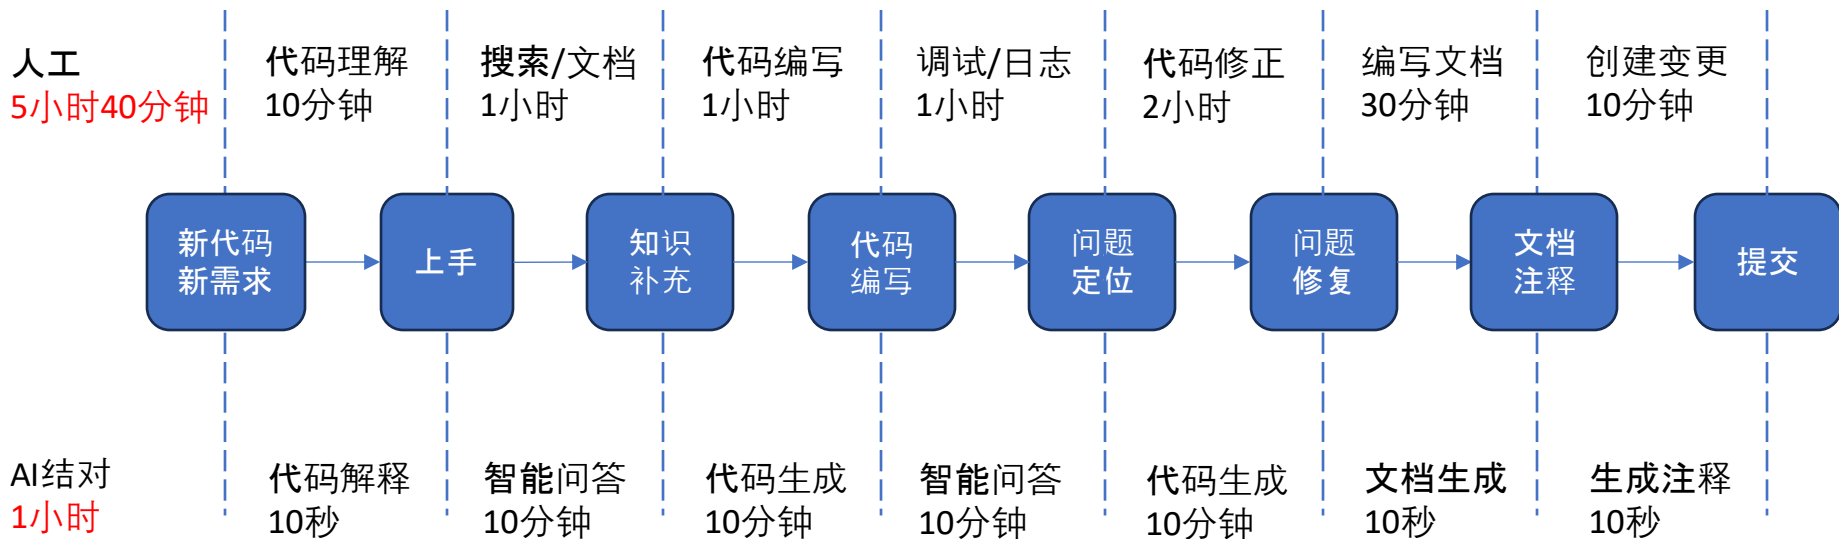 人工
5小时40分钟
代码理解
10分钟
搜索/文档
1小时
代码编写
1小时
调试/日志
1小时
代码修正
2小时
编写文档
30分钟
创建变更
10分钟
新代码
新需求
上手
知识
补充
代码
编写
问题
定位
问题
修复
文档
注释
提交
AI结对
1小时
代码解释
10秒
智能问答
10分钟
代码生成
10分钟
智能问答
10分钟
代码生成
10分钟
文档生成
10秒
生成注释
10秒